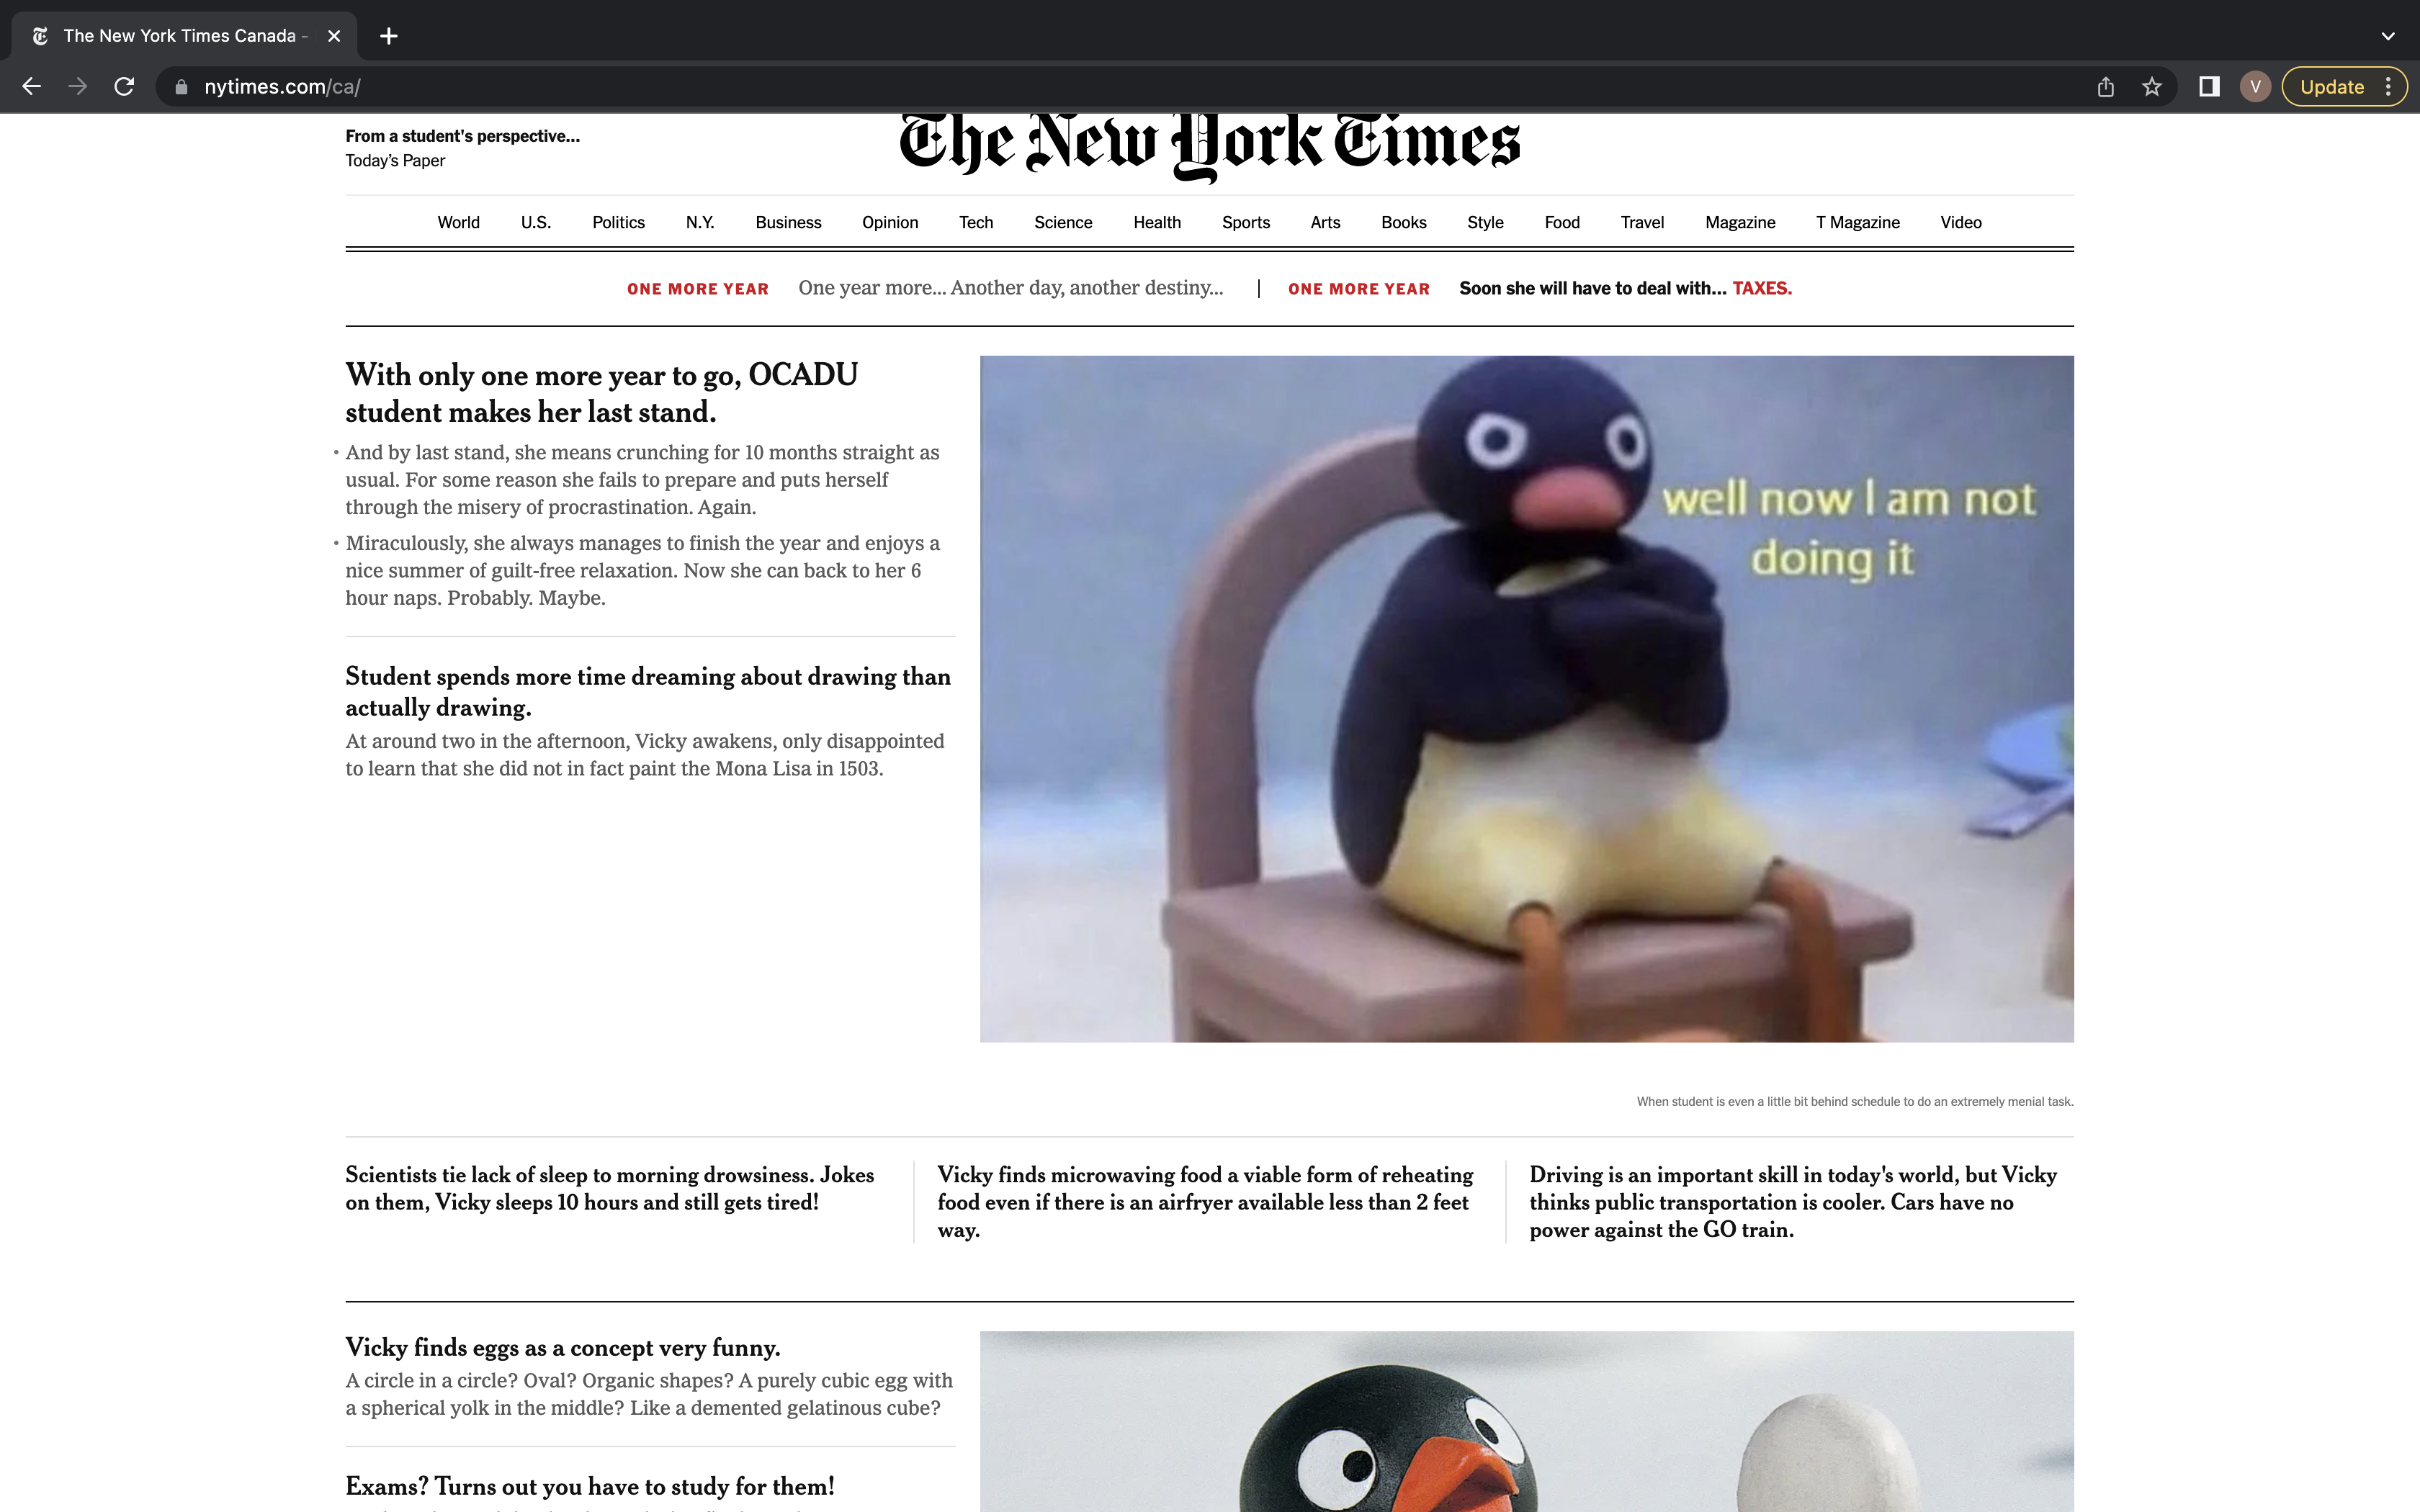 The New York Times Canada -
nytimes.com/ca/
V
Update
From a student's perspective...
Today's Paper
The New York Times
World U.S. Politics N.Y. Business Opinion Tech Science Health Sports Arts Books Style Food Travel Magazine T Magazine Video
ONE MORE YEAR One year more... Another day, another destiny... | ONE MORE YEAR Soon she will have to deal with... TAXES.
With only one more year to go, OCADU
student makes her last stand.
• And by last stand, she means crunching for 10 months straight as
usual. For some reason she fails to prepare and puts herself
through the misery of procrastination. Again.
• Miraculously, she always manages to finish the year and enjoys a
nice summer of guilt-free relaxation. Now she can back to her 6
hour naps. Probably. Maybe.
Student spends more time dreaming about drawing than
actually drawing.
At around two in the afternoon, Vicky awakens, only disappointed
to learn that she did not in fact paint the Mona Lisa in 1503.
well now I am not
doing it
When student is even a little bit behind schedule to do an extremely menial task.
Scientists tie lack of sleep to morning drowsiness. Jokes
on them, Vicky sleeps 10 hours and still gets tired!
Vicky finds microwaving food a viable form of reheating
food even if there is an airfryer available less than 2 feet
way.
Driving is an important skill in today's world, but Vicky
thinks public transportation is cooler. Cars have no
power against the GO train.
Vicky finds eggs as a concept very funny.
A circle in a circle? Oval? Organic shapes? A purely cubic egg with
a spherical yolk in the middle? Like a demented gelatinous cube?
Exams? Turns out you have to study for them!